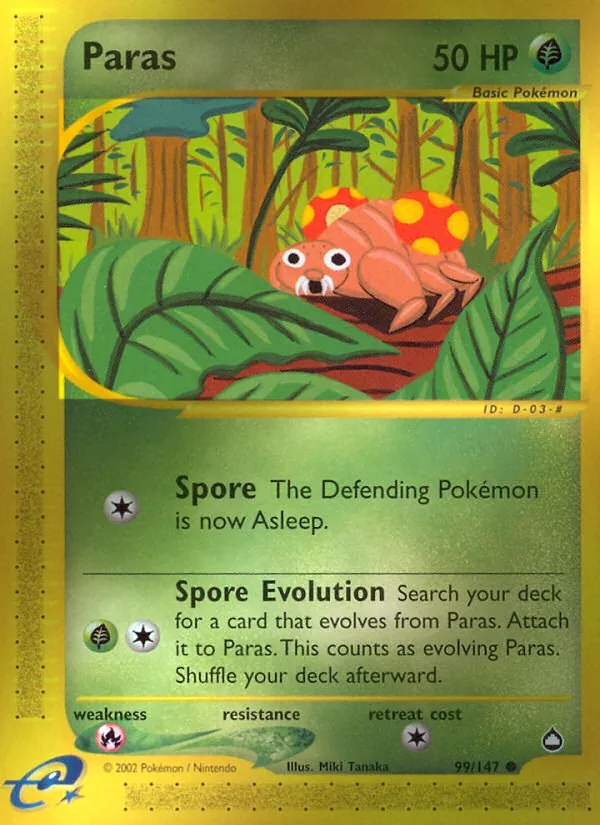 Paras 50 HP
Basic Pokémon
ID: D-03-#
Spore The Defending Pokémon
is now Asleep.
Spore Evolution Search your deck
for a card that evolves from Paras. Attach
it to Paras. This counts as evolving Paras.
Shuffle your deck afterward.
weakness resistance retreat cost
© 2002 Pokémon / Nintendo Illus. Miki Tanaka 99/147
e